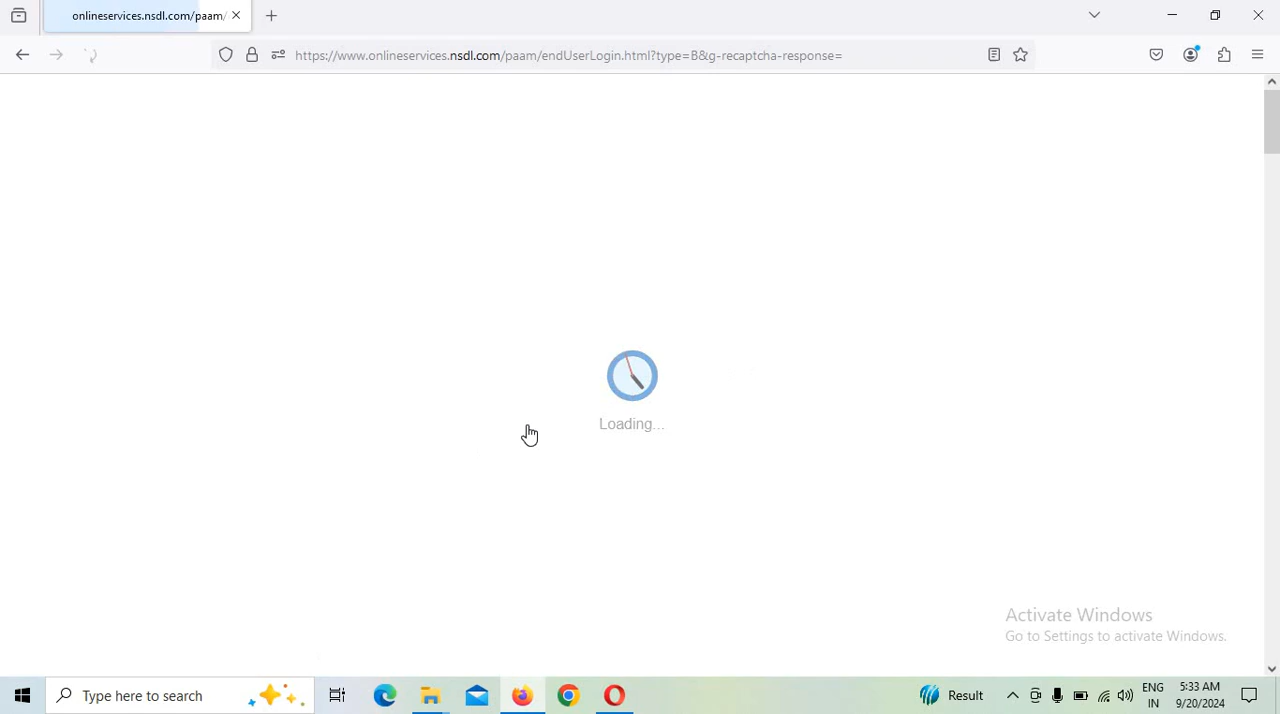 onlineservices.nsdl.com/paam/
https://www.onlineservices.nsdl.com/paam/endUserLogin.html?type=B&g-recaptcha-response=
Loading...
Activate Windows
Go to Settings to activate Windows.
Type here to search
Result
ENG
IN
5:33 AM
9/20/2024